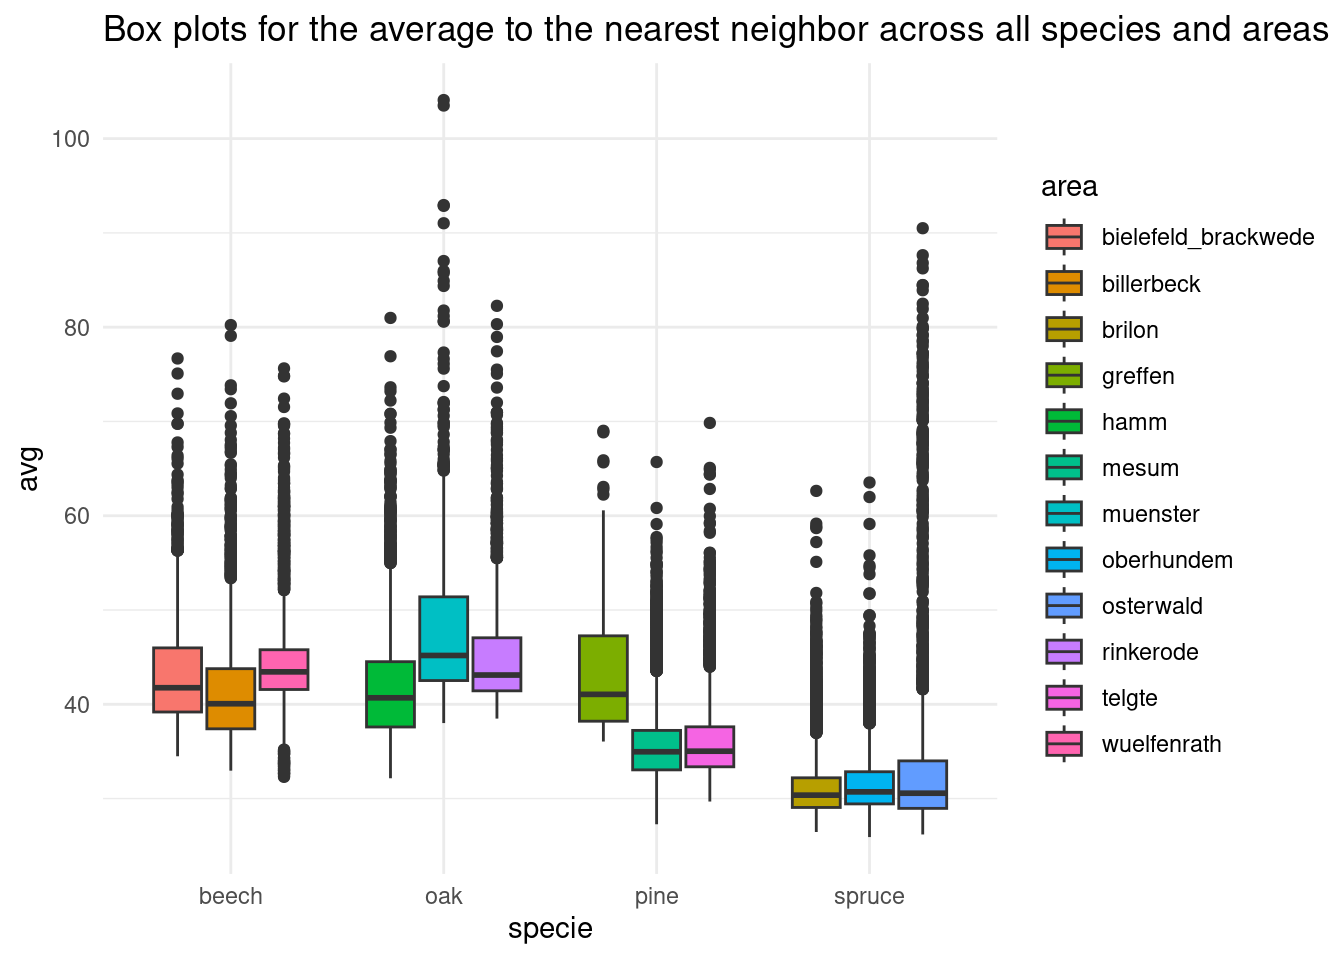 Box plots for the average to the nearest neighbor across all species and areas
100
80
60
40
avg
beech
oak
pine
spruce
specie
area
bielefeld_brackwede
billerbeck
brilon
greffen
hamm
mesum
muenster
oberhundem
osterwald
rinkerode
telgte
wuelfenrath